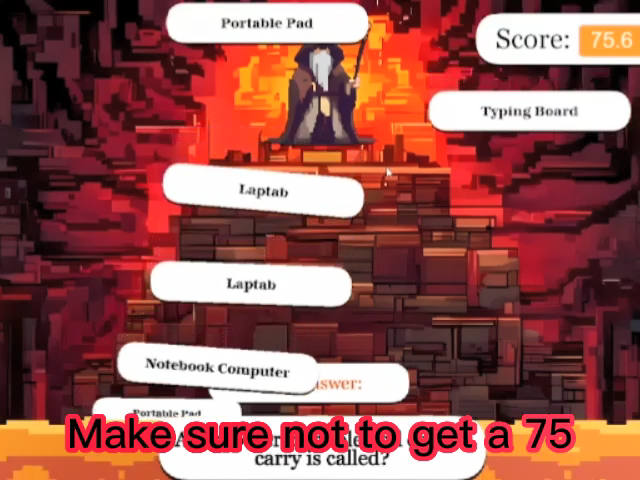 Portable Pad
Score: 75.6
Typing Board
Laptab
Laptab
Notebook Computer
swer:
Portable Pad
Make sure not to get a 75
carry is called?